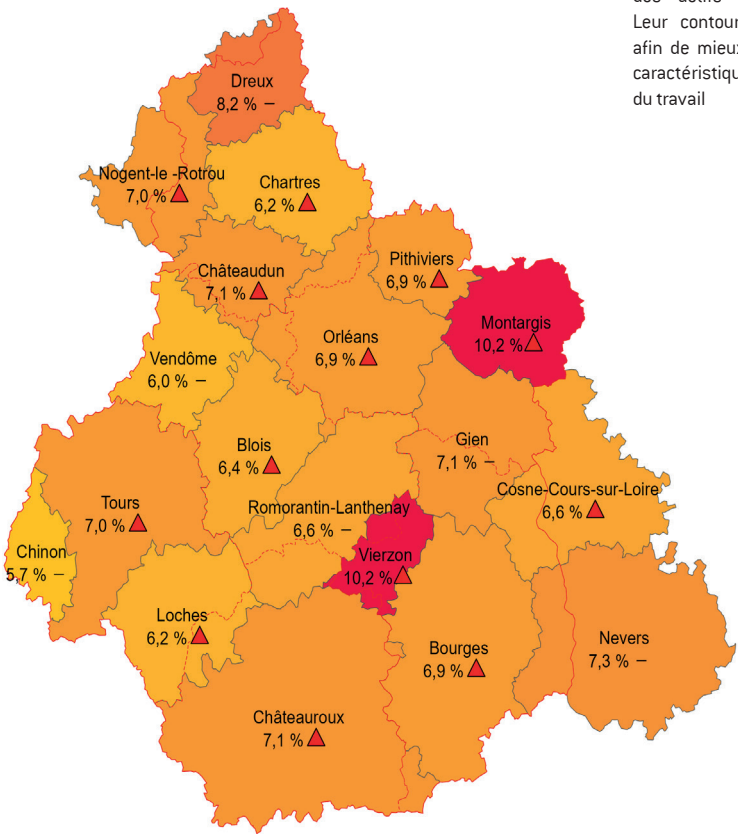 Leur contour
afin de mieux
caractéristiqu
du travail
Dreux
8,2 % –
Nogent-le -Rotrou
7,0 %
Chartres
6,2 %
Châteaudun
7,1 %
Pithiviers
6,9 %
Montargis
10,2 %
Orléans
6,9 %
Vendôme
6,0 % –
Blois
6,4 %
Gien
7,1 % –
Cosne-Cours-sur-Loire
6,6 %
Romorantin-Lanthenay
6,6 % –
Tours
7,0 %
Chinon
5,7 % –
Vierzon
10,2 %
Loches
6,2 %
Bourges
6,9 %
Nevers
7,3 % –
Châteauroux
7,1 %